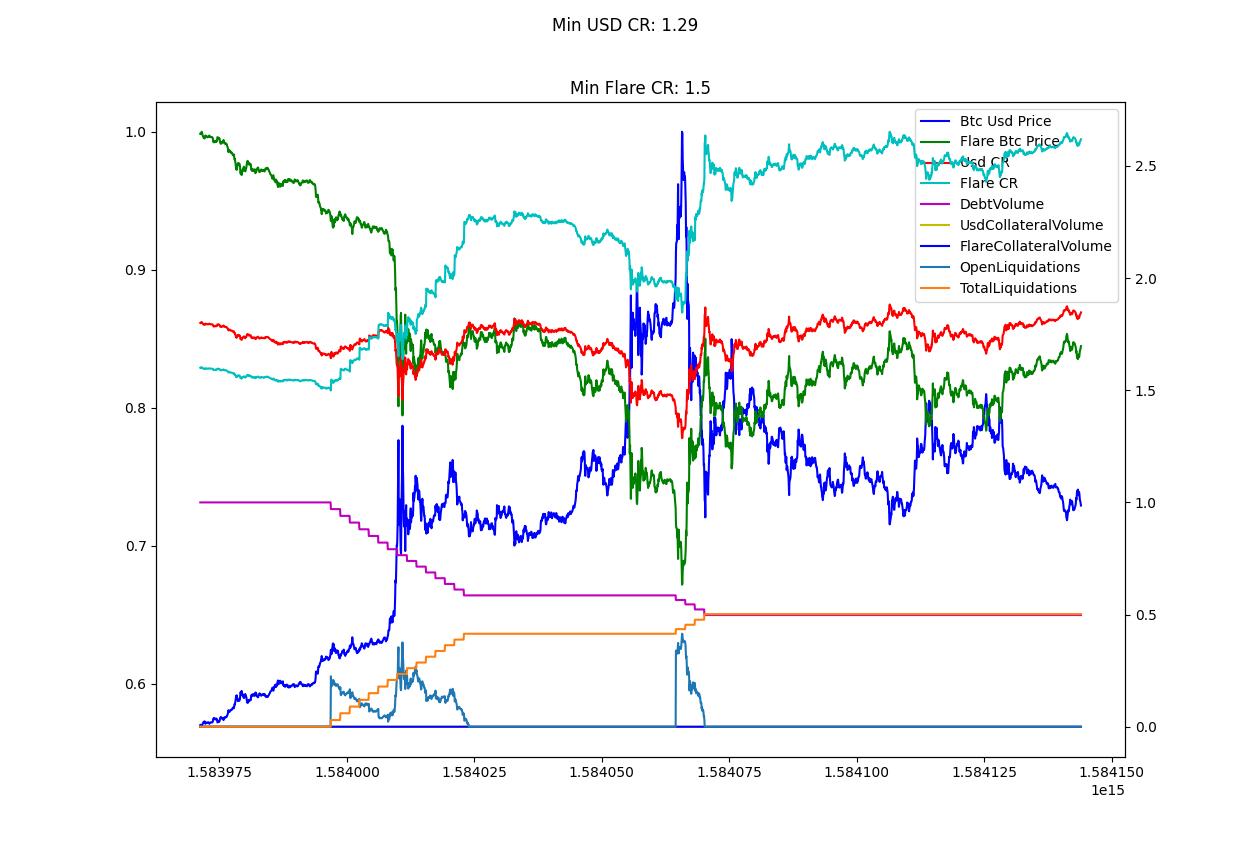 Min USD CR: 1.29
Min Flare CR: 1.5
1.0
0.9
0.8
0.7
0.6
Btc Usd Price
Flare Btc Price
Usd CR
Flare CR
DebtVolume
UsdCollateralVolume
FlareCollateralVolume
OpenLiquidations
TotalLiquidations
2.5
2.0
1.5
1.0
0.5
0.0
1.583975 1.584000 1.584025 1.584050 1.584075 1.584100 1.584125 1.584150
1e15